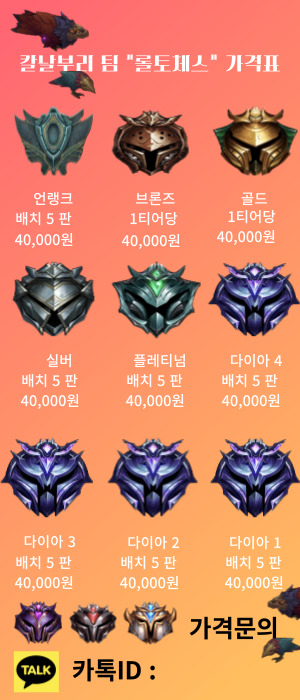 칼날부리 팀 "롤토체스" 가격표
언랭크
배치 5 판
40,000원
브론즈
1티어당
40,000원
골드
1티어당
40,000원
실버
배치 5 판
40,000원
플레티넘
배치 5 판
40,000원
다이아 4
배치 5 판
40,000원
다이아 3
배치 5 판
40,000원
다이아 2
배치 5 판
40,000원
다이아 1
배치 5 판
40,000원
가격문의
TALK
카톡ID :